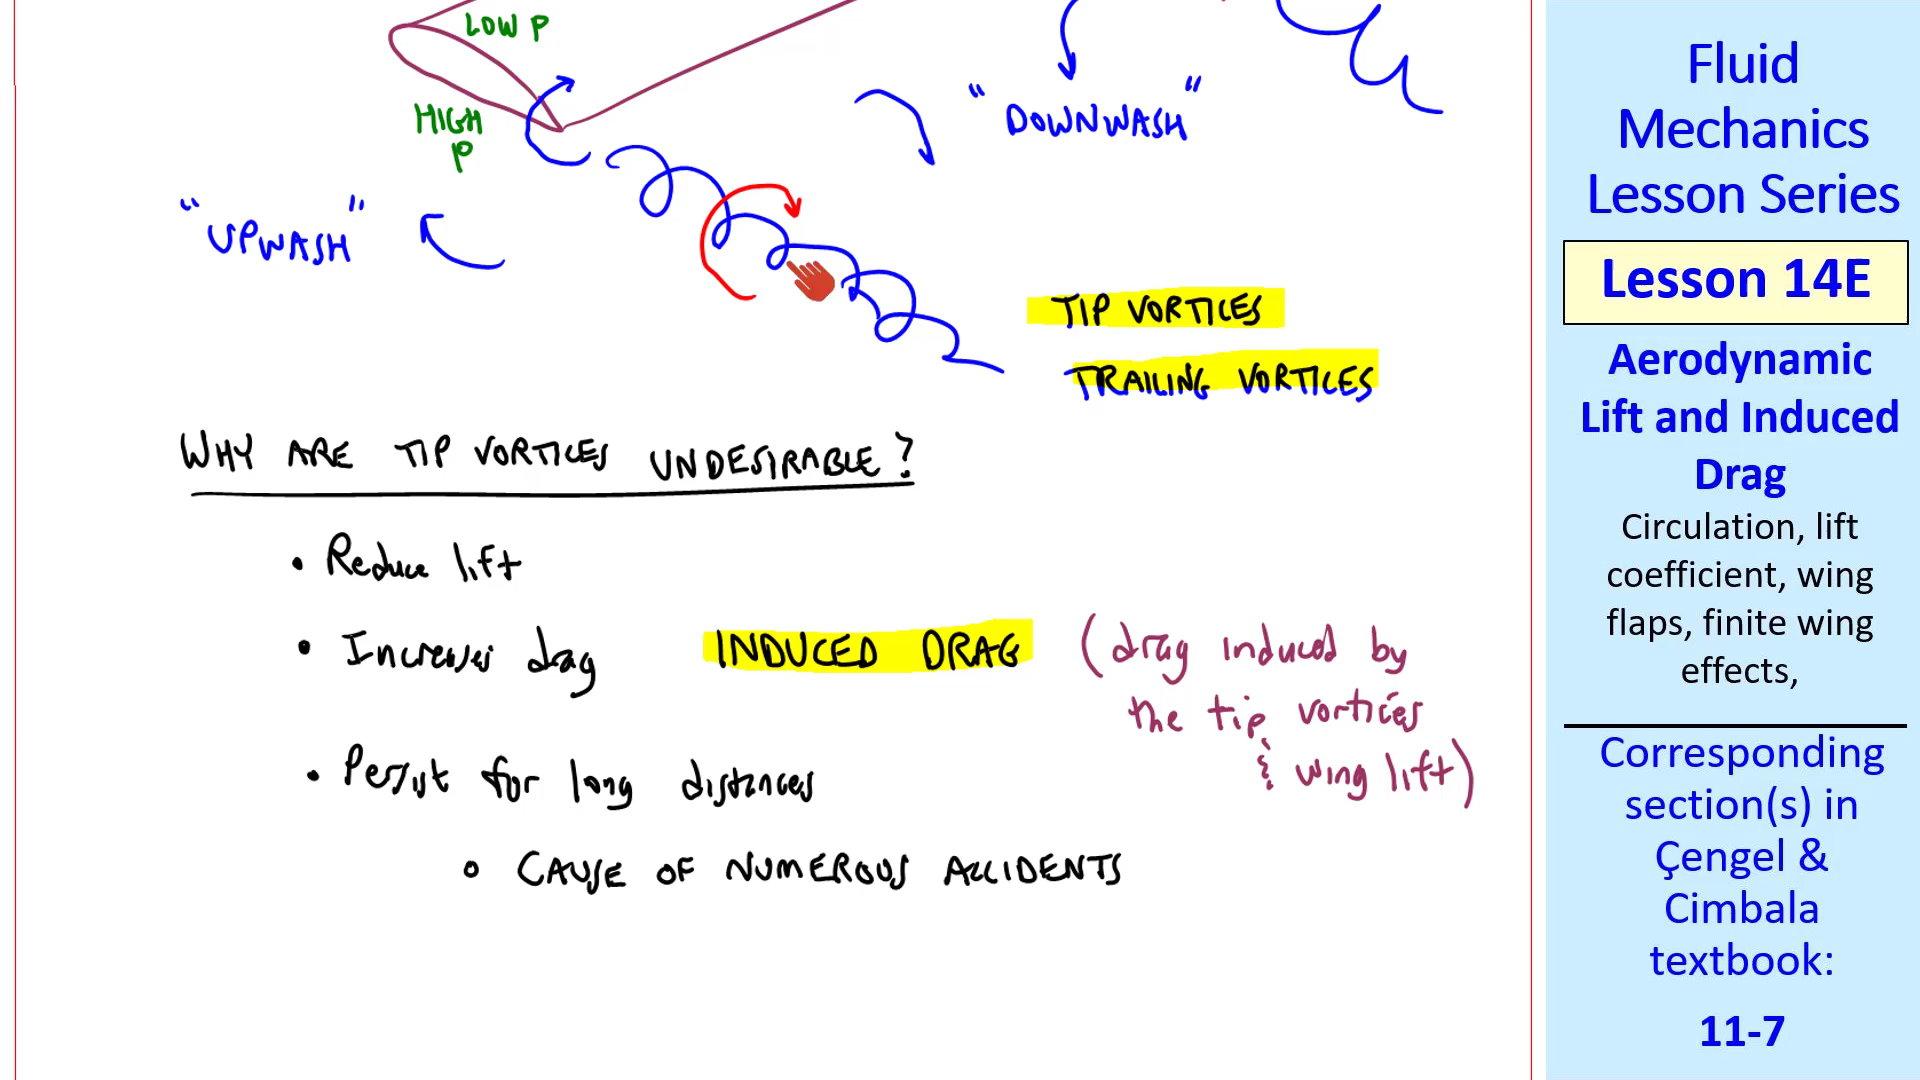 LOW P
HIGH
P
"DOWNWASH"
"UPWASH"
TIP VORTICES
TRAILING VORTICES
WHY ARE TIP VORTICES UNDESIRABLE?
• Reduce lift
• Increases drag INDUCED DRAG (drag induced by
the tip vortices
& wing lift)
• Persist for long distances
o CAUSE OF NUMEROUS ACCIDENTS
Fluid
Mechanics
Lesson Series
Lesson 14E
Aerodynamic
Lift and Induced
Drag
Circulation, lift
coefficient, wing
flaps, finite wing
effects,
Corresponding
section(s) in
Çengel &
Cimbala
textbook:
11-7